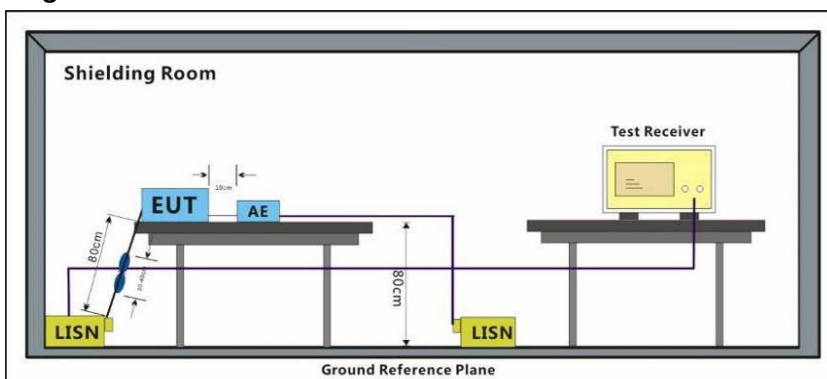 Shielding Room
Test Receiver
10cm
EUT
AE
80cm
80cm
LISN
LISN
Ground Reference Plane